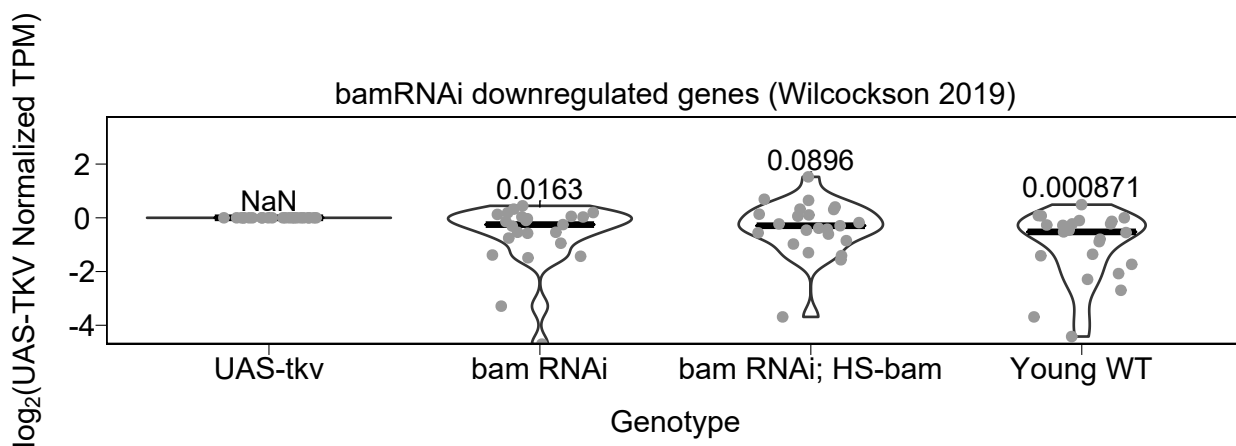 log₂(UAS-TKV Normalized TPM)
bamRNAi downregulated genes (Wilcockson 2019)
2
0
-2
-4
NaN
0.0163
0.0896
0.000871
UAS-tkv
bam RNAi
bam RNAi; HS-bam
Young WT
Genotype